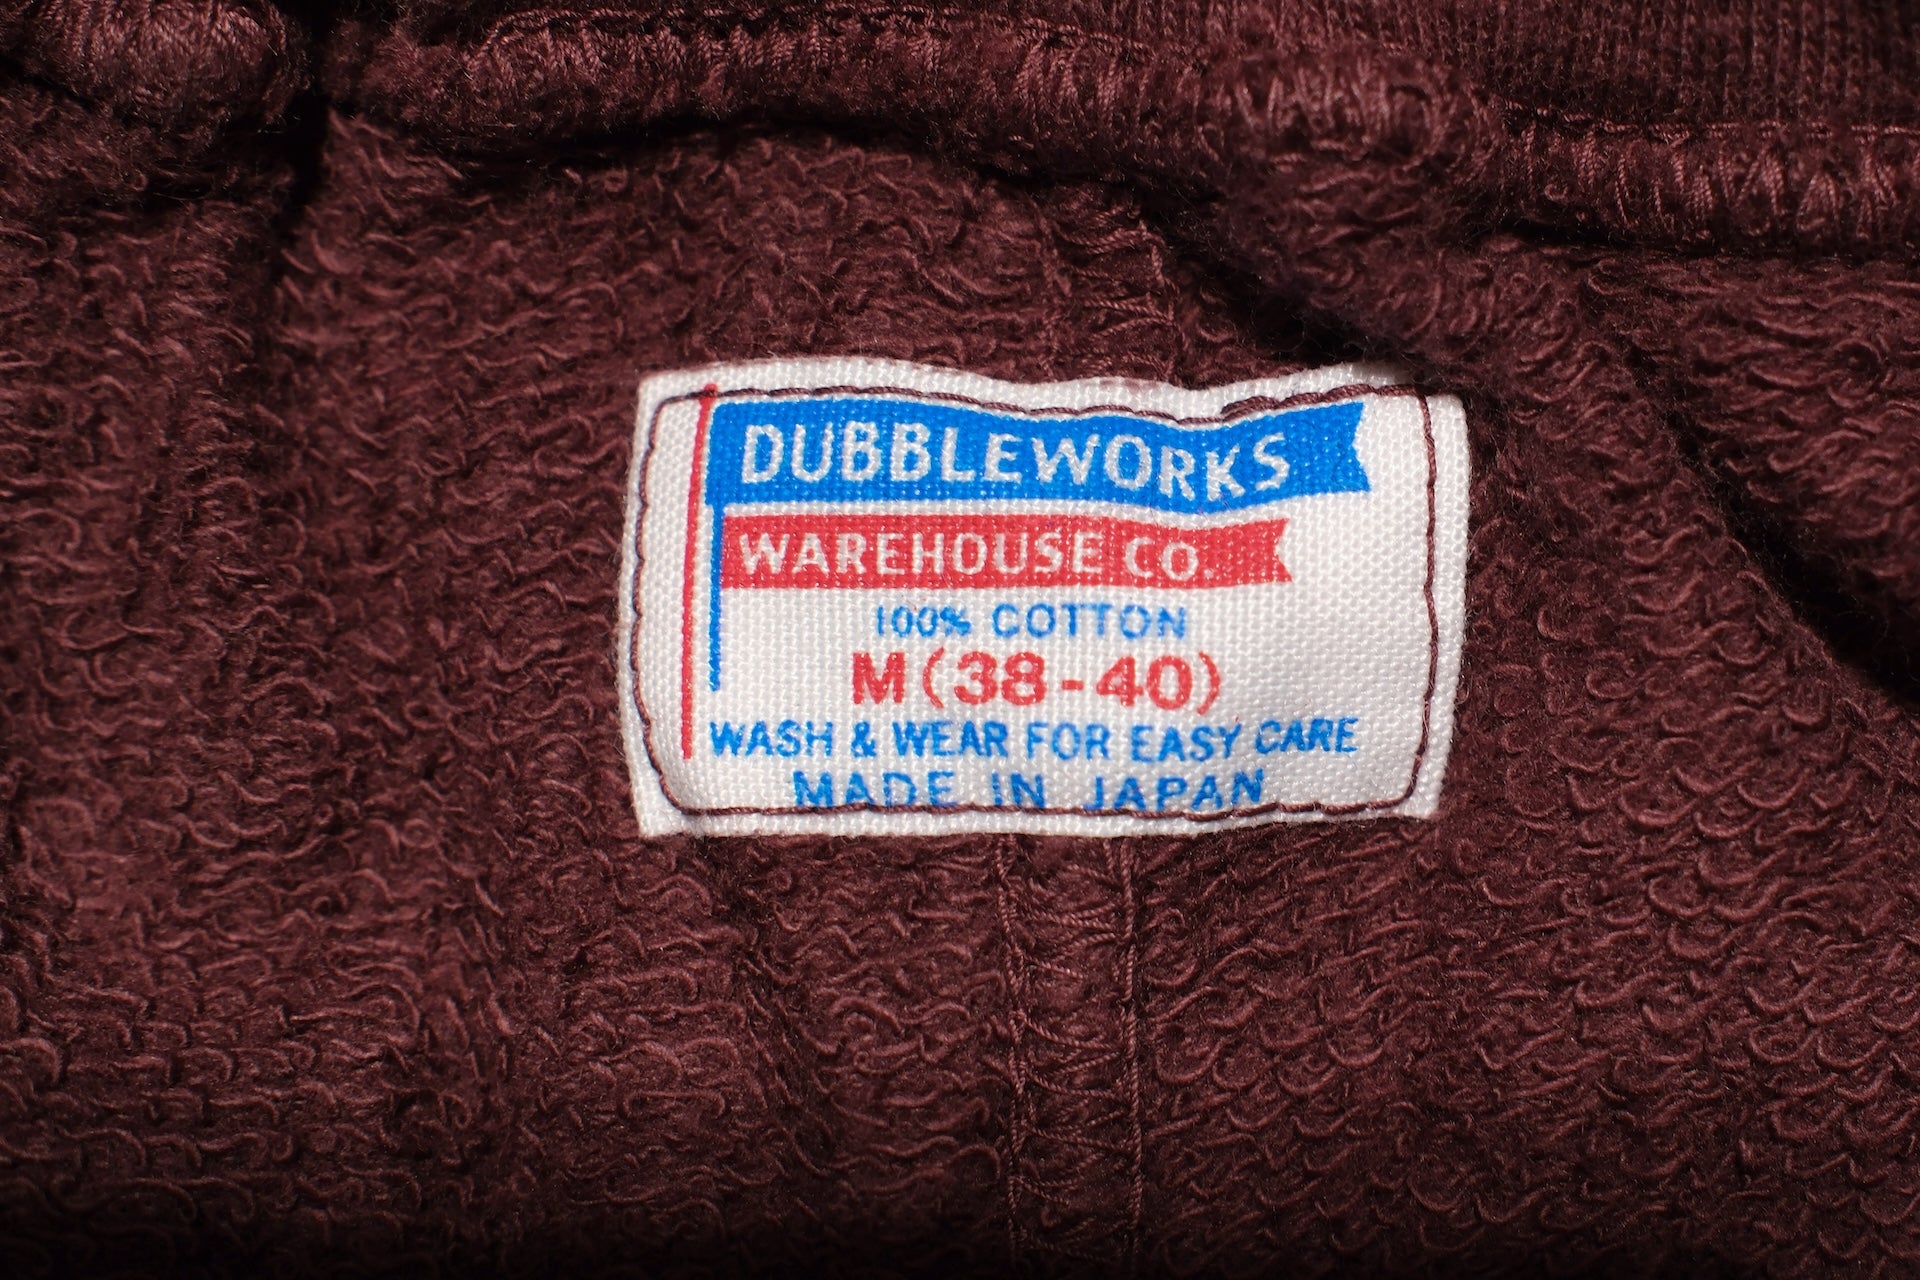 DUBBLEWORKS
WAREHOUSE CO.
100% COTTON
M (38-40)
WASH & WEAR FOR EASY CARE
MADE IN JAPAN